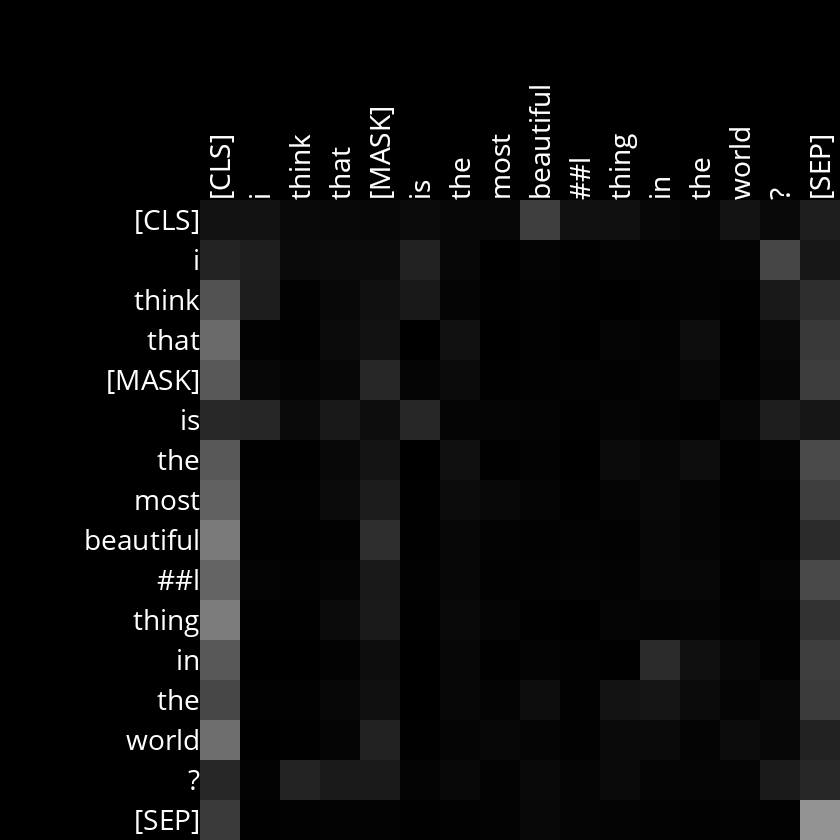 [CLS] i think that [MASK] is the most beautiful ##l thing in the world ? [SEP]
[CLS]
i
think
that
[MASK]
is
the
most
beautiful
##l
thing
in
the
world
?
[SEP]